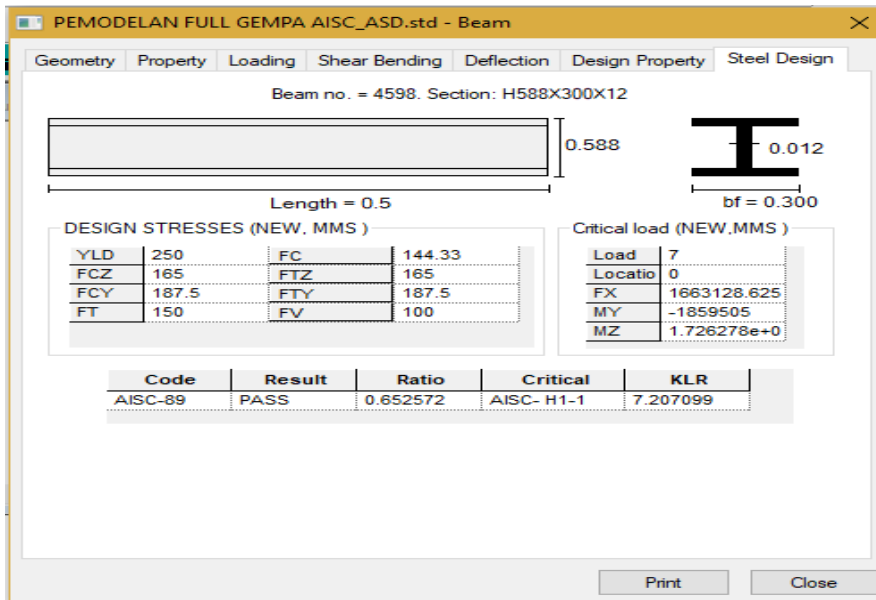 PEMODELAN FULL GEMPA AISC_ASD.std - Beam
Geometry Property Loading Shear Bending Deflection Design Property Steel Design
Beam no. = 4598. Section: H588X300X12
0.588
0.012
Length = 0.5
bf = 0.300
DESIGN STRESSES (NEW, MMS )
YLD 250 FC 144.33
FCZ 165 FTZ 165
FCY 187.5 FTY 187.5
FT 150 FV 100
Critical load (NEW,MMS )
Load 7
Locatio 0
FX 1663128.625
MY -1859505
MZ 1.726278e+0
Code Result Ratio Critical KLR
AISC-89 PASS 0.652572 AISC- H1-1 7.207099
Print Close